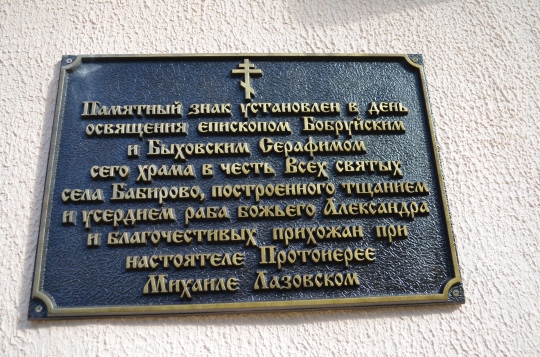 Памятный знак установлен в день
освящения епископом Бобруйским
и Быховским Серафимом
сего храма в честь Всех святых
села Бабирово, построенного тщанием
и усердием раба божьего Александра
и благочестивых прихожан при
настоятеле Протоиерее
Михаиле Лазовском